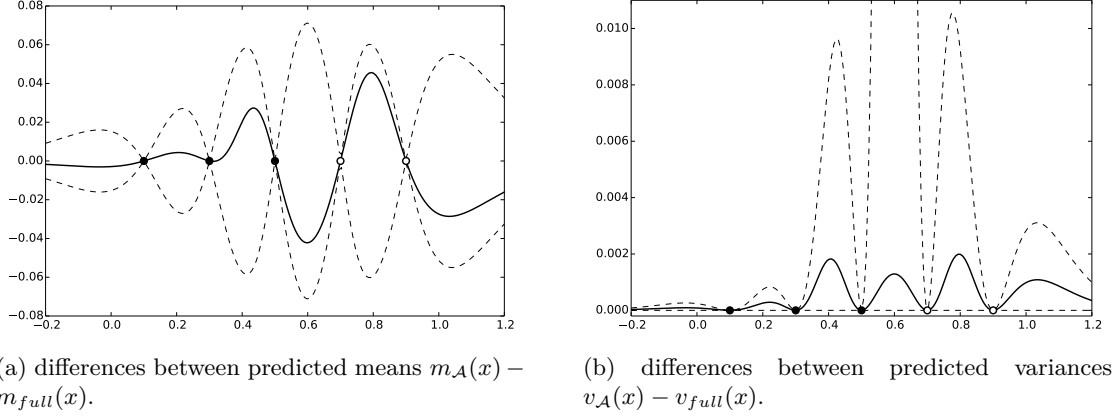 0.08
0.06
0.04
0.02
0.00
−0.02
−0.04
−0.06
−0.08
−0.2 0.0 0.2 0.4 0.6 0.8 1.0 1.2
0.010
0.008
0.006
0.004
0.002
0.000
−0.2 0.0 0.2 0.4 0.6 0.8 1.0 1.2
a) differences between predicted means m_𝒜(x) −
m_full(x).
(b) differences between predicted variances
v_𝒜(x) − v_full(x).